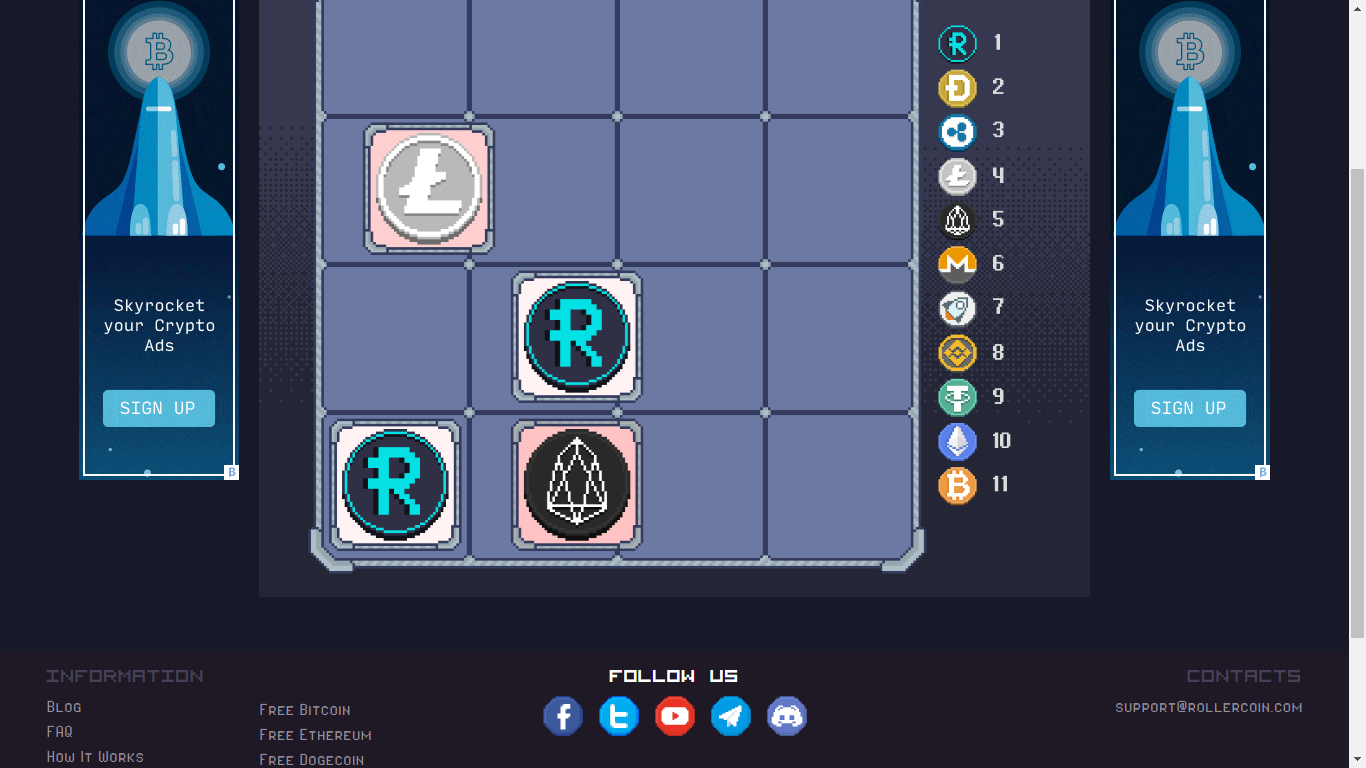 Skyrocket
your Crypto
Ads
SIGN UP
B
1
2
3
4
5
6
7
8
9
10
11
Skyrocket
your Crypto
Ads
SIGN UP
B
INFORMATION
Blog
FAQ
How It Works
Free Bitcoin
Free Ethereum
Free Dogecoin
FOLLOW US
CONTACTS
support@rollercoin.com